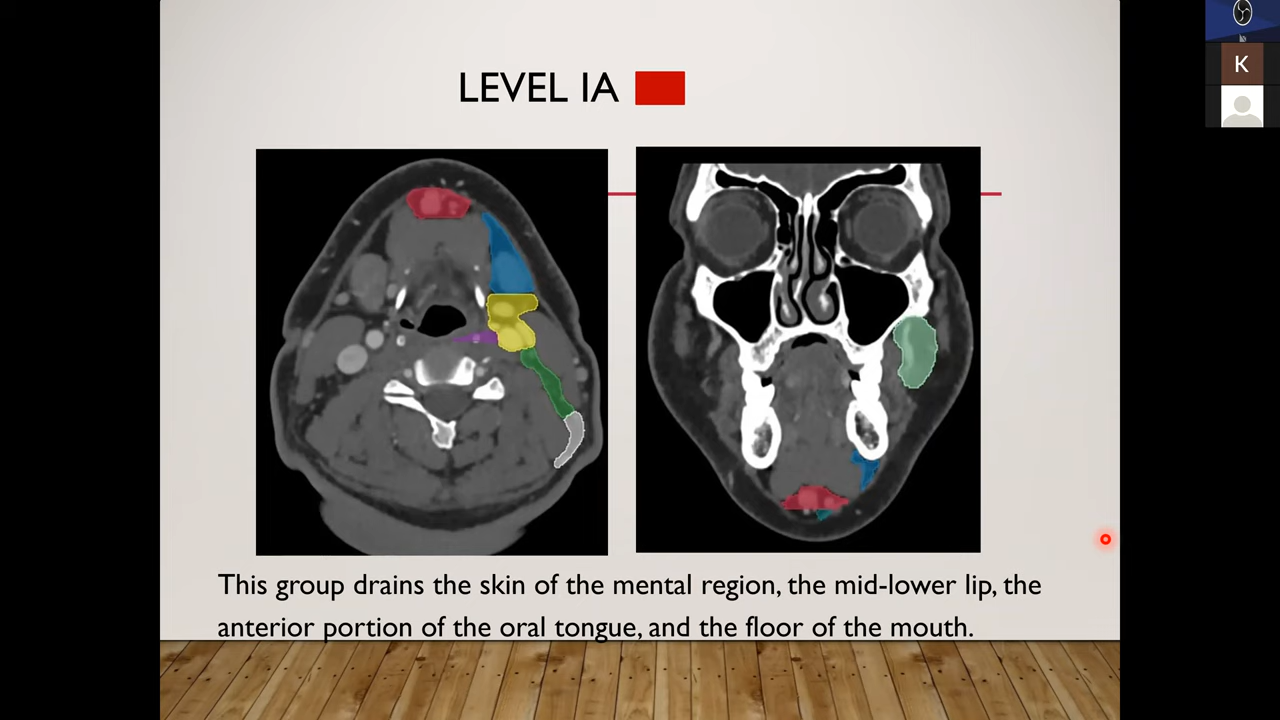 LEVEL IA
K
This group drains the skin of the mental region, the mid-lower lip, the
anterior portion of the oral tongue, and the floor of the mouth.